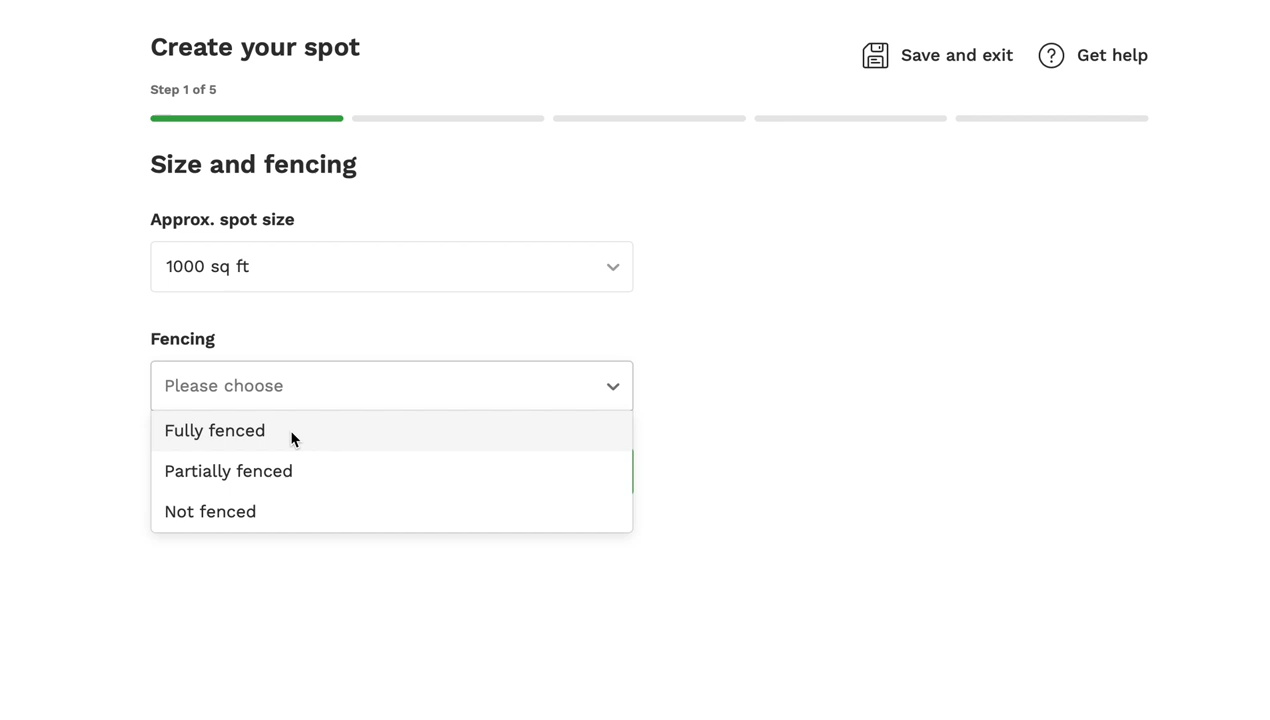 Create your spot
Save and exit
Get help
Step 1 of 5
Size and fencing
Approx. spot size
1000 sq ft
Fencing
Please choose
Fully fenced
Partially fenced
Not fenced